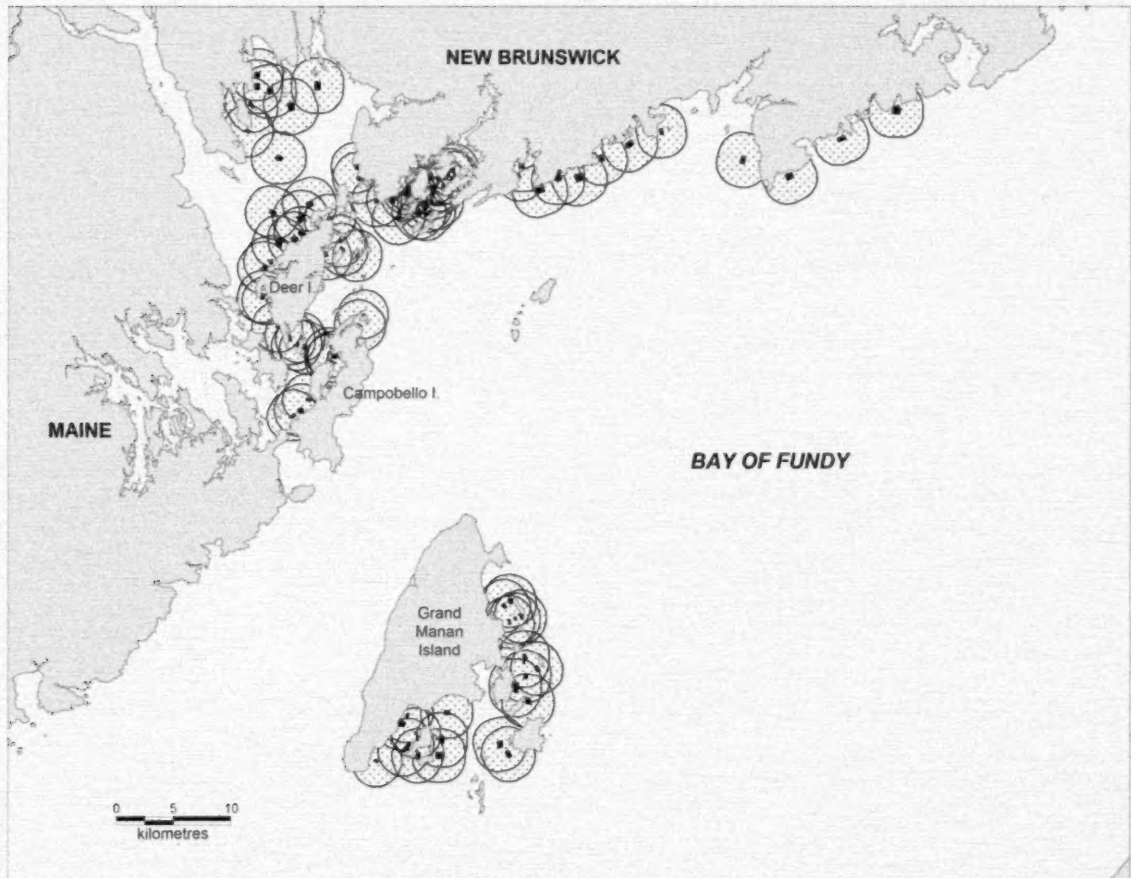 NEW BRUNSWICK
Deer I.
Campobello I.
MAINE
BAY OF FUNDY
Grand
Manan
Island
0 5 10
kilometres